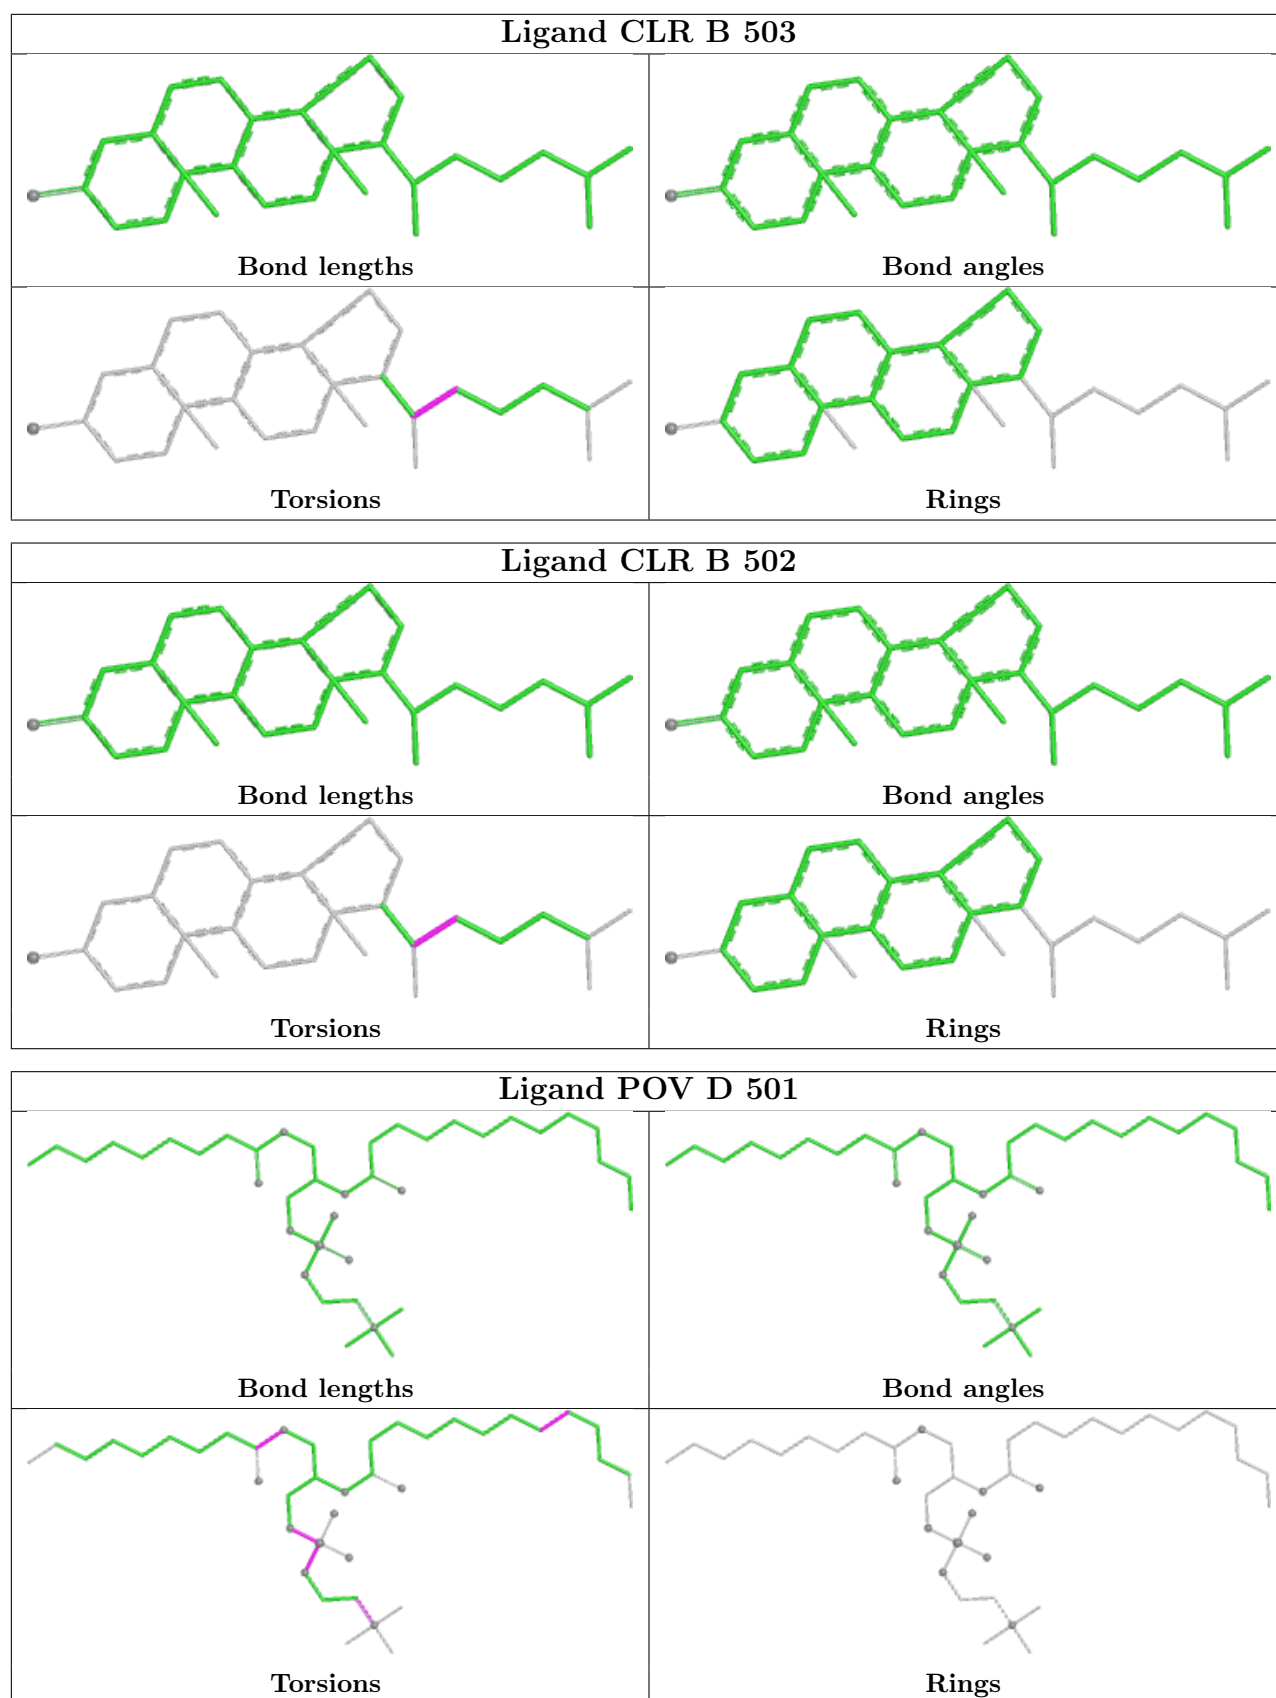 Ligand CLR B 503
Bond lengths
Bond angles
Torsions
Rings
Ligand CLR B 502
Bond lengths
Bond angles
Torsions
Rings
Ligand POV D 501
Bond lengths
Bond angles
Torsions
Rings